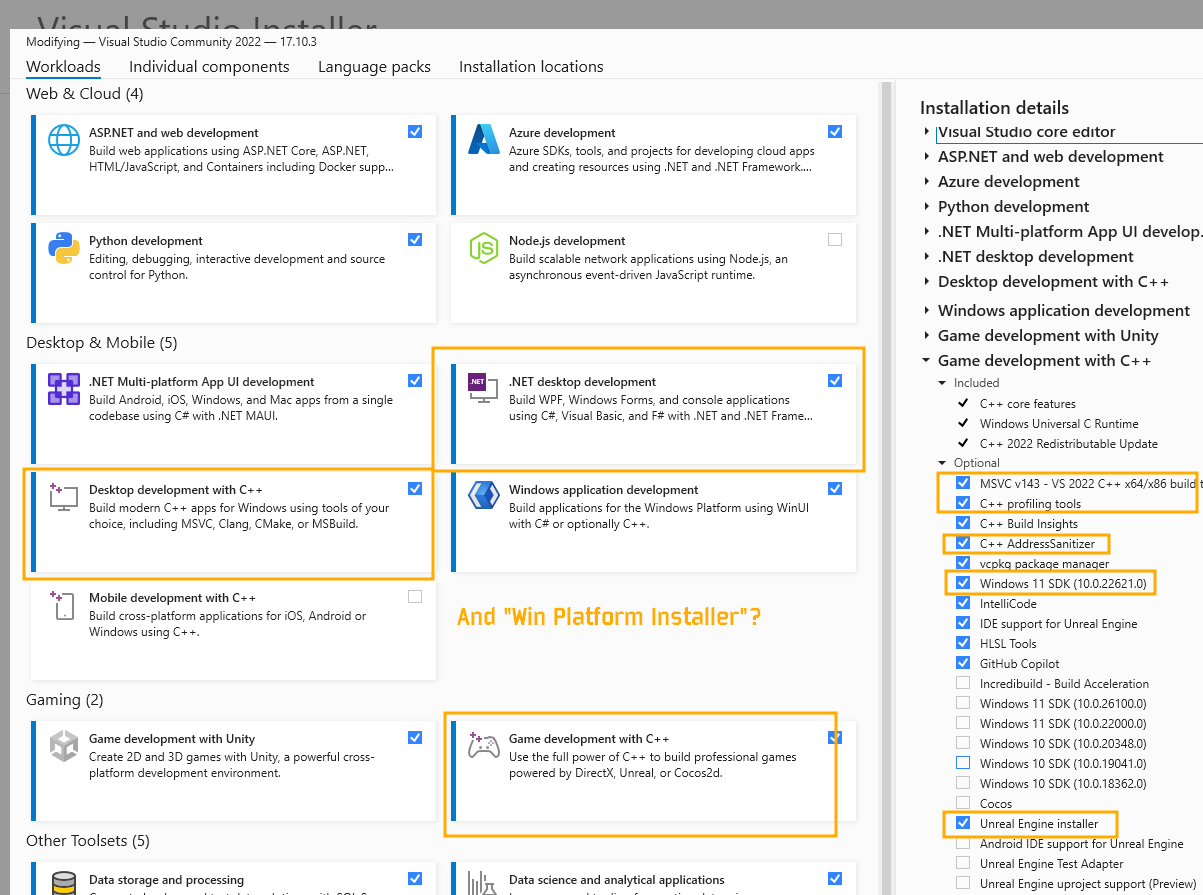 Visual Studio Installer
Modifying — Visual Studio Community 2022 — 17.10.3
Workloads
Individual components
Language packs
Installation locations
Web & Cloud (4)
ASP.NET and web development
Build web applications using ASP.NET Core, ASP.NET,
HTML/JavaScript, and Containers including Docker supp...
Azure development
Azure SDKs, tools, and projects for developing cloud apps
and creating resources using .NET and .NET Framework....
Python development
Editing, debugging, interactive development and source
control for Python.
Node.js development
Build scalable network applications using Node.js, an
asynchronous event-driven JavaScript runtime.
Desktop & Mobile (5)
.NET Multi-platform App UI development
Build Android, iOS, Windows, and Mac apps from a single
codebase using C# with .NET MAUI.
.NET
.NET desktop development
Build WPF, Windows Forms, and console applications
using C#, Visual Basic, and F# with .NET and .NET Frame...
Desktop development with C++
Build modern C++ apps for Windows using tools of your
choice, including MSVC, Clang, CMake, or MSBuild.
Windows application development
Build applications for the Windows Platform using WinUI
with C# or optionally C++.
Mobile development with C++
Build cross-platform applications for iOS, Android or
Windows using C++.
And "Win Platform Installer"?
Gaming (2)
Game development with Unity
Create 2D and 3D games with Unity, a powerful cross-
platform development environment.
Game development with C++
Use the full power of C++ to build professional games
powered by DirectX, Unreal, or Cocos2d.
Other Toolsets (5)
Data storage and processing
Data science and analytical applications
Installation details
Visual Studio core editor
ASP.NET and web development
Azure development
Python development
.NET Multi-platform App UI develop.
.NET desktop development
Desktop development with C++
Windows application development
Game development with Unity
Game development with C++
Included
C++ core features
Windows Universal C Runtime
C++ 2022 Redistributable Update
Optional
MSVC v143 - VS 2022 C++ x64/x86 build t
C++ profiling tools
C++ Build Insights
C++ AddressSanitizer
vcpkg package manager
Windows 11 SDK (10.0.22621.0)
IntelliCode
IDE support for Unreal Engine
HLSL Tools
GitHub Copilot
Incredibuild - Build Acceleration
Windows 11 SDK (10.0.26100.0)
Windows 11 SDK (10.0.22000.0)
Windows 10 SDK (10.0.20348.0)
Windows 10 SDK (10.0.19041.0)
Windows 10 SDK (10.0.18362.0)
Cocos
Unreal Engine installer
Android IDE support for Unreal Engine
Unreal Engine Test Adapter
Unreal Engine uproject support (Preview)